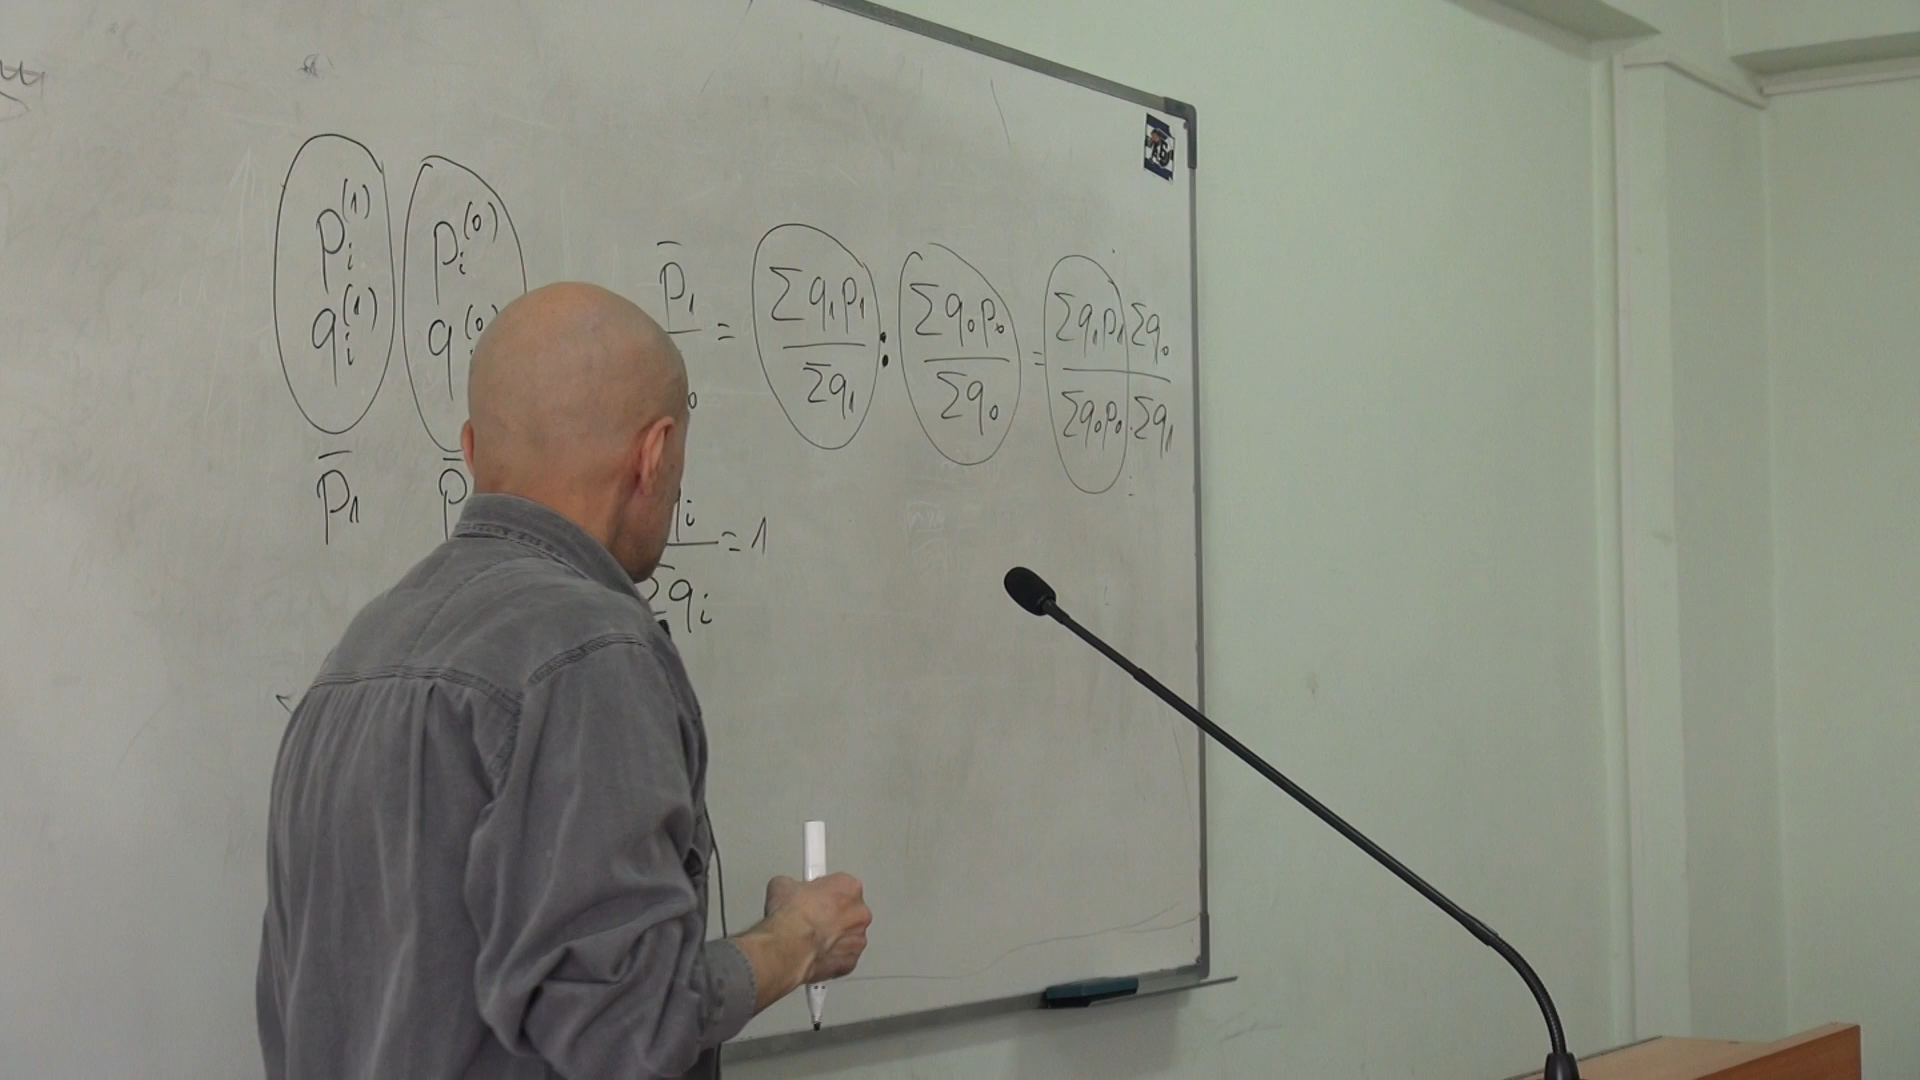 p_i^(1) p_i^(0)
q_i^(1) q^(0)
p̄_1 p̄
p̄_1 / = Σq_1p_1 / Σq_1 : Σq_0p_0 / Σq_0 = Σq_1p_1 Σq_0 / Σq_0p_0 · Σq_1
q_i / Σq_i = 1